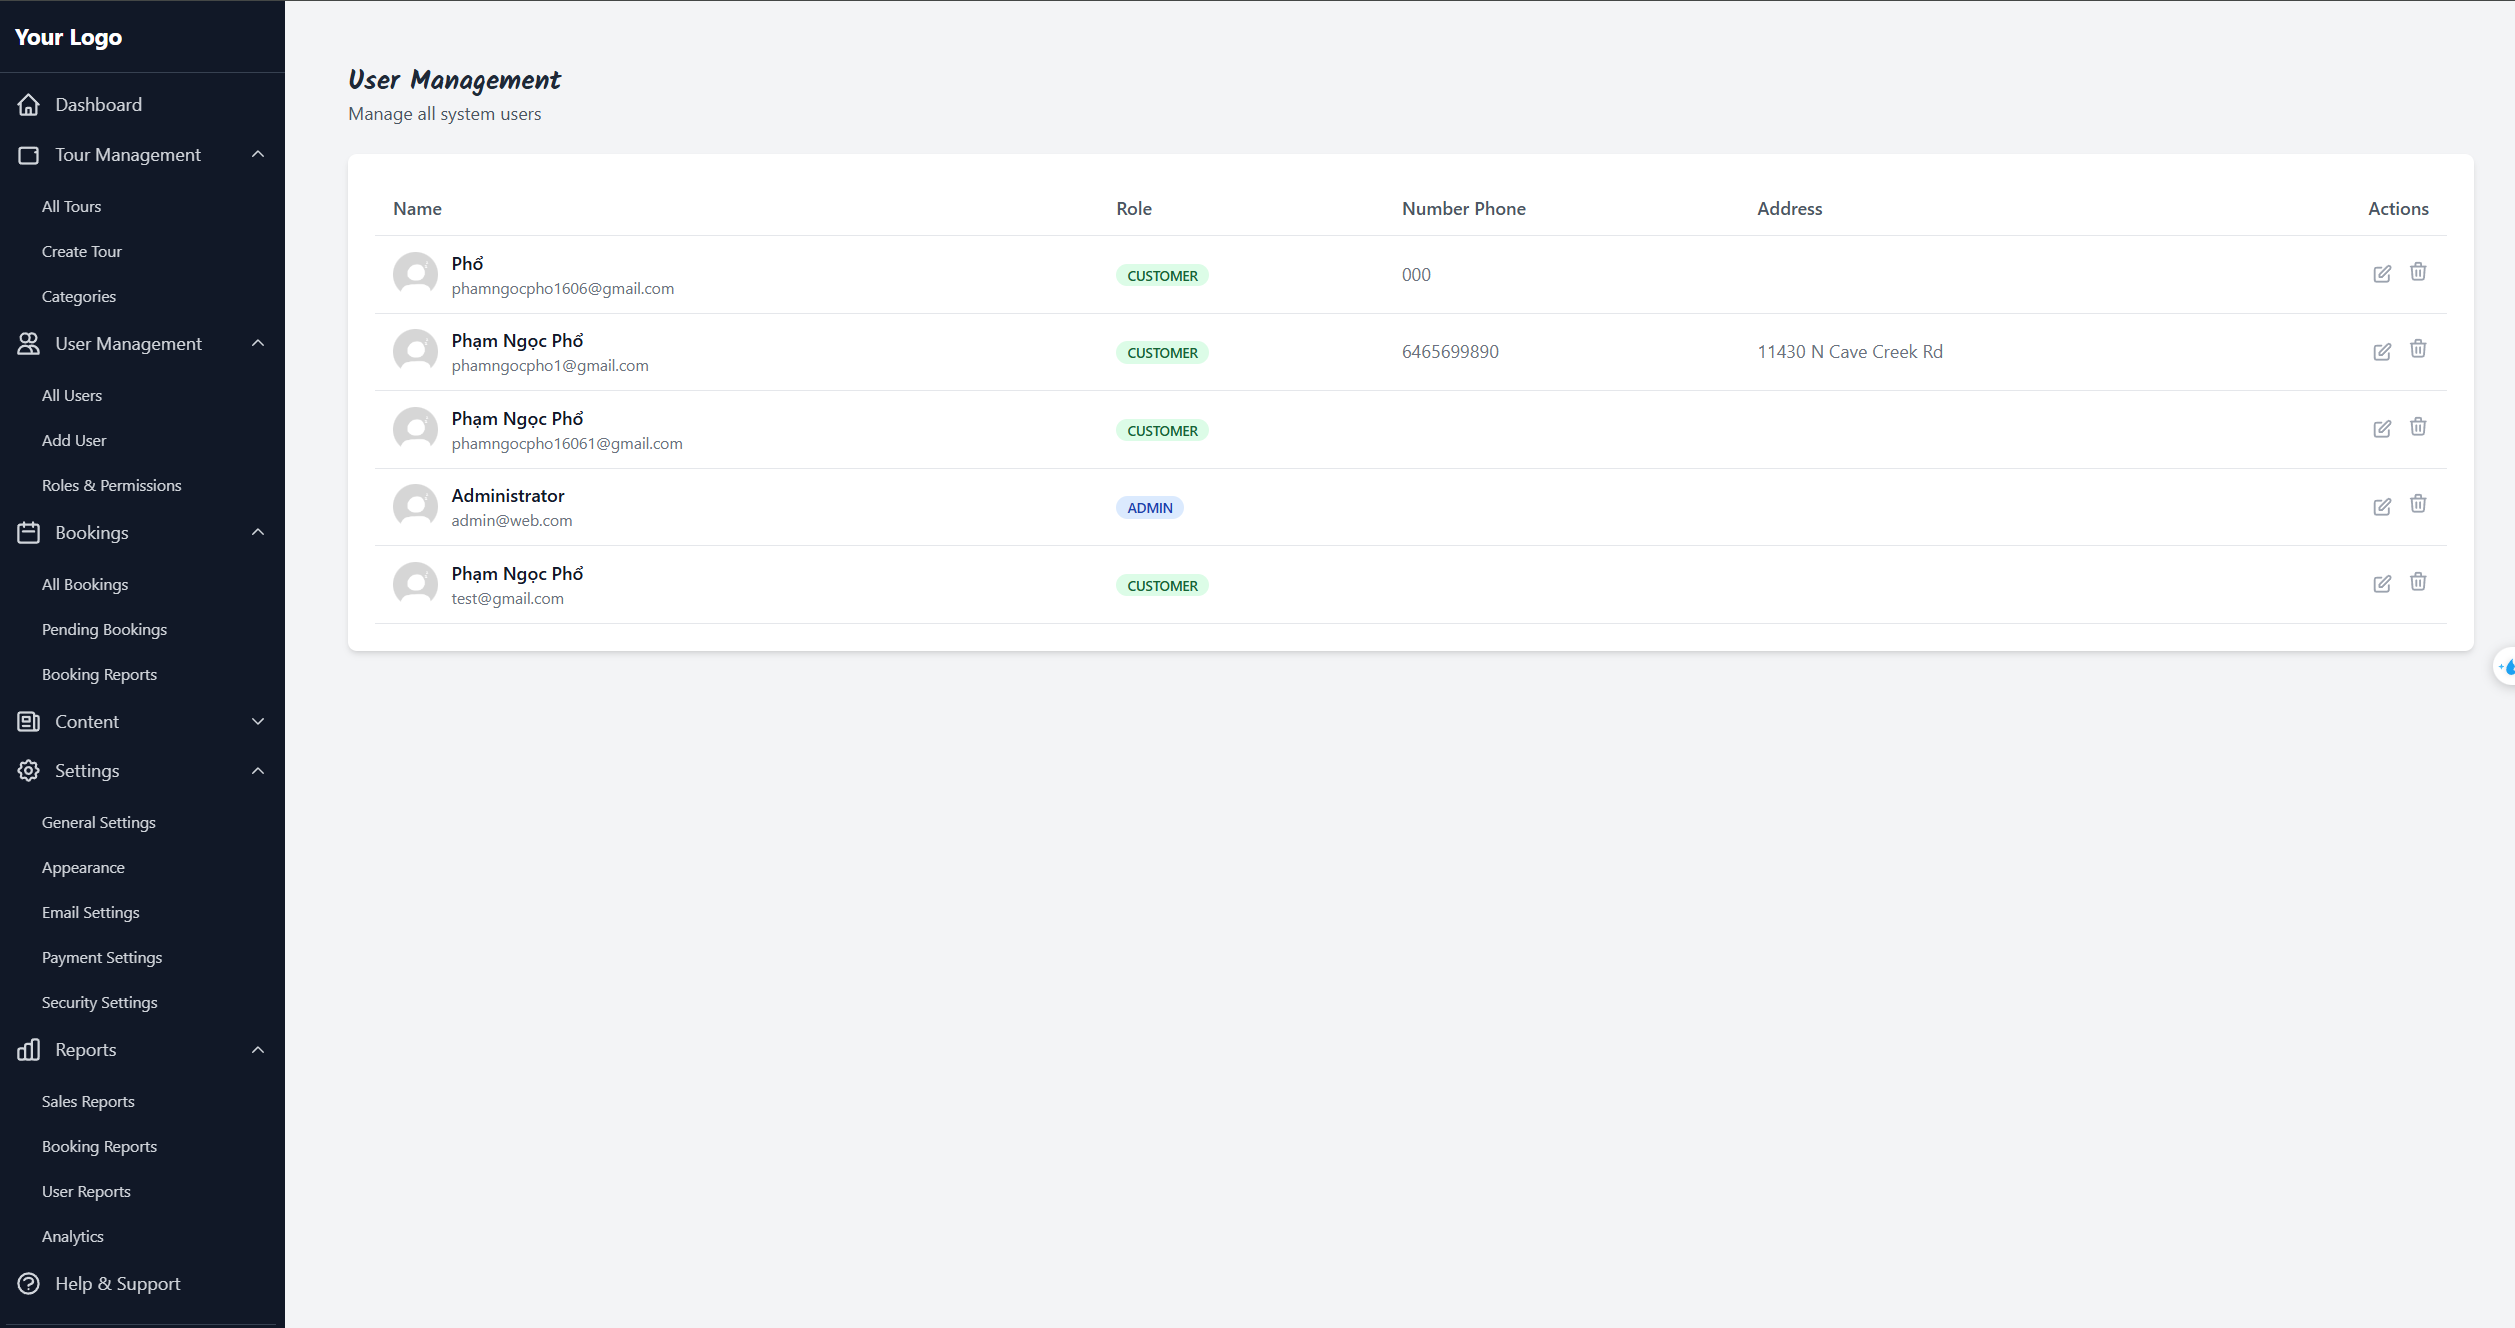 Your Logo
Dashboard
Tour Management
All Tours
Create Tour
Categories
User Management
All Users
Add User
Roles & Permissions
Bookings
All Bookings
Pending Bookings
Booking Reports
Content
Settings
General Settings
Appearance
Email Settings
Payment Settings
Security Settings
Reports
Sales Reports
Booking Reports
User Reports
Analytics
Help & Support
User Management
Manage all system users
Name Role Number Phone Address Actions
Phổ
phamngocpho1606@gmail.com
CUSTOMER 000
Phạm Ngọc Phổ
phamngocpho1@gmail.com
CUSTOMER 6465699890 11430 N Cave Creek Rd
Phạm Ngọc Phổ
phamngocpho16061@gmail.com
CUSTOMER
Administrator
admin@web.com
ADMIN
Phạm Ngọc Phổ
test@gmail.com
CUSTOMER